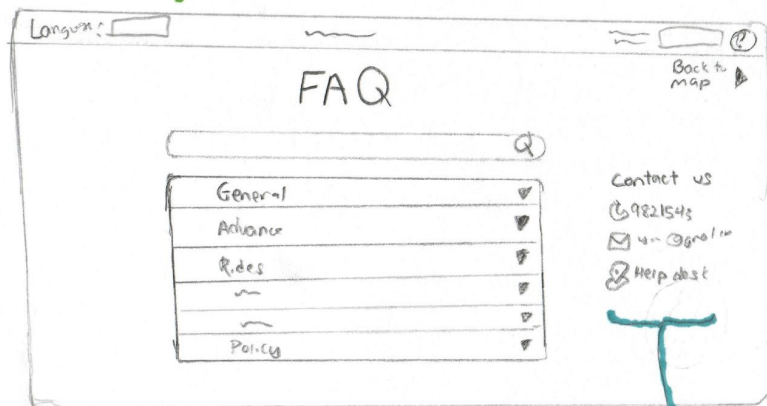 FAQ
Back to
map
General
Advance
Rides
Policy
Contact us
9821543
Help desk